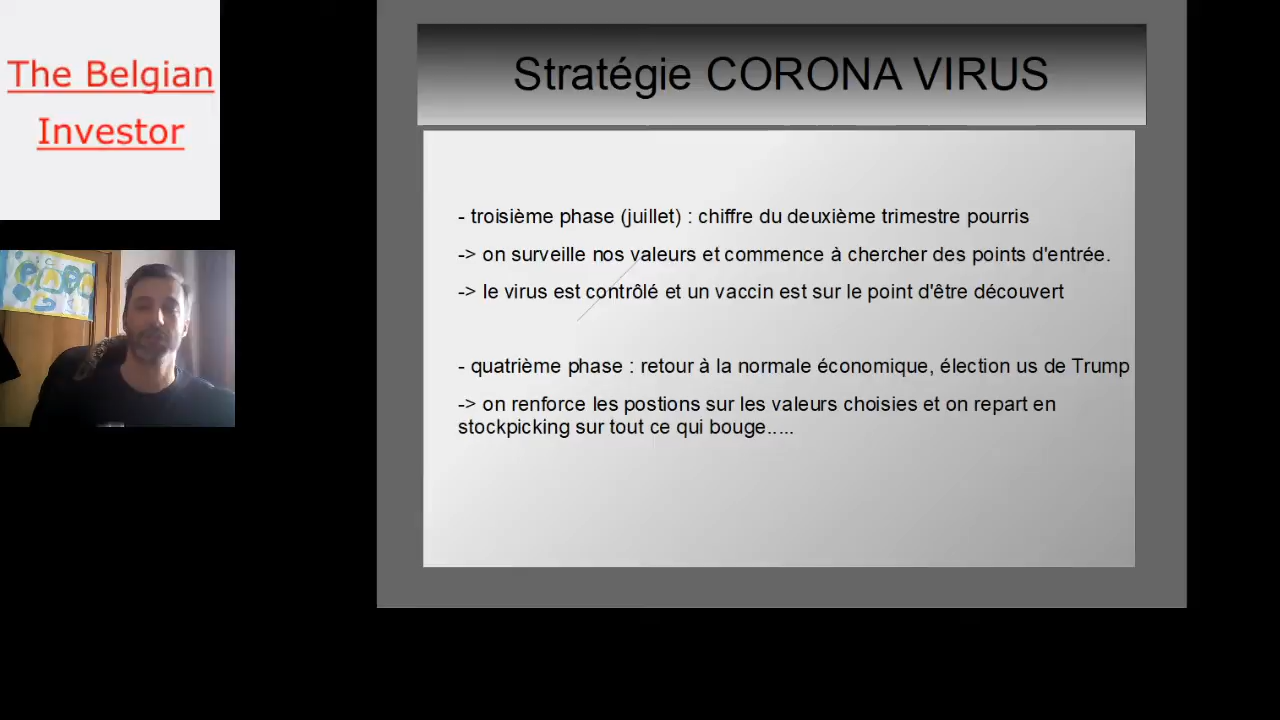 The Belgian
Investor
Stratégie CORONA VIRUS
- troisième phase (juillet) : chiffre du deuxième trimestre pourris
-> on surveille nos valeurs et commence à chercher des points d'entrée.
-> le virus est contrôlé et un vaccin est sur le point d'être découvert
- quatrième phase : retour à la normale économique, élection us de Trump
-> on renforce les postions sur les valeurs choisies et on repart en
stockpicking sur tout ce qui bouge.....